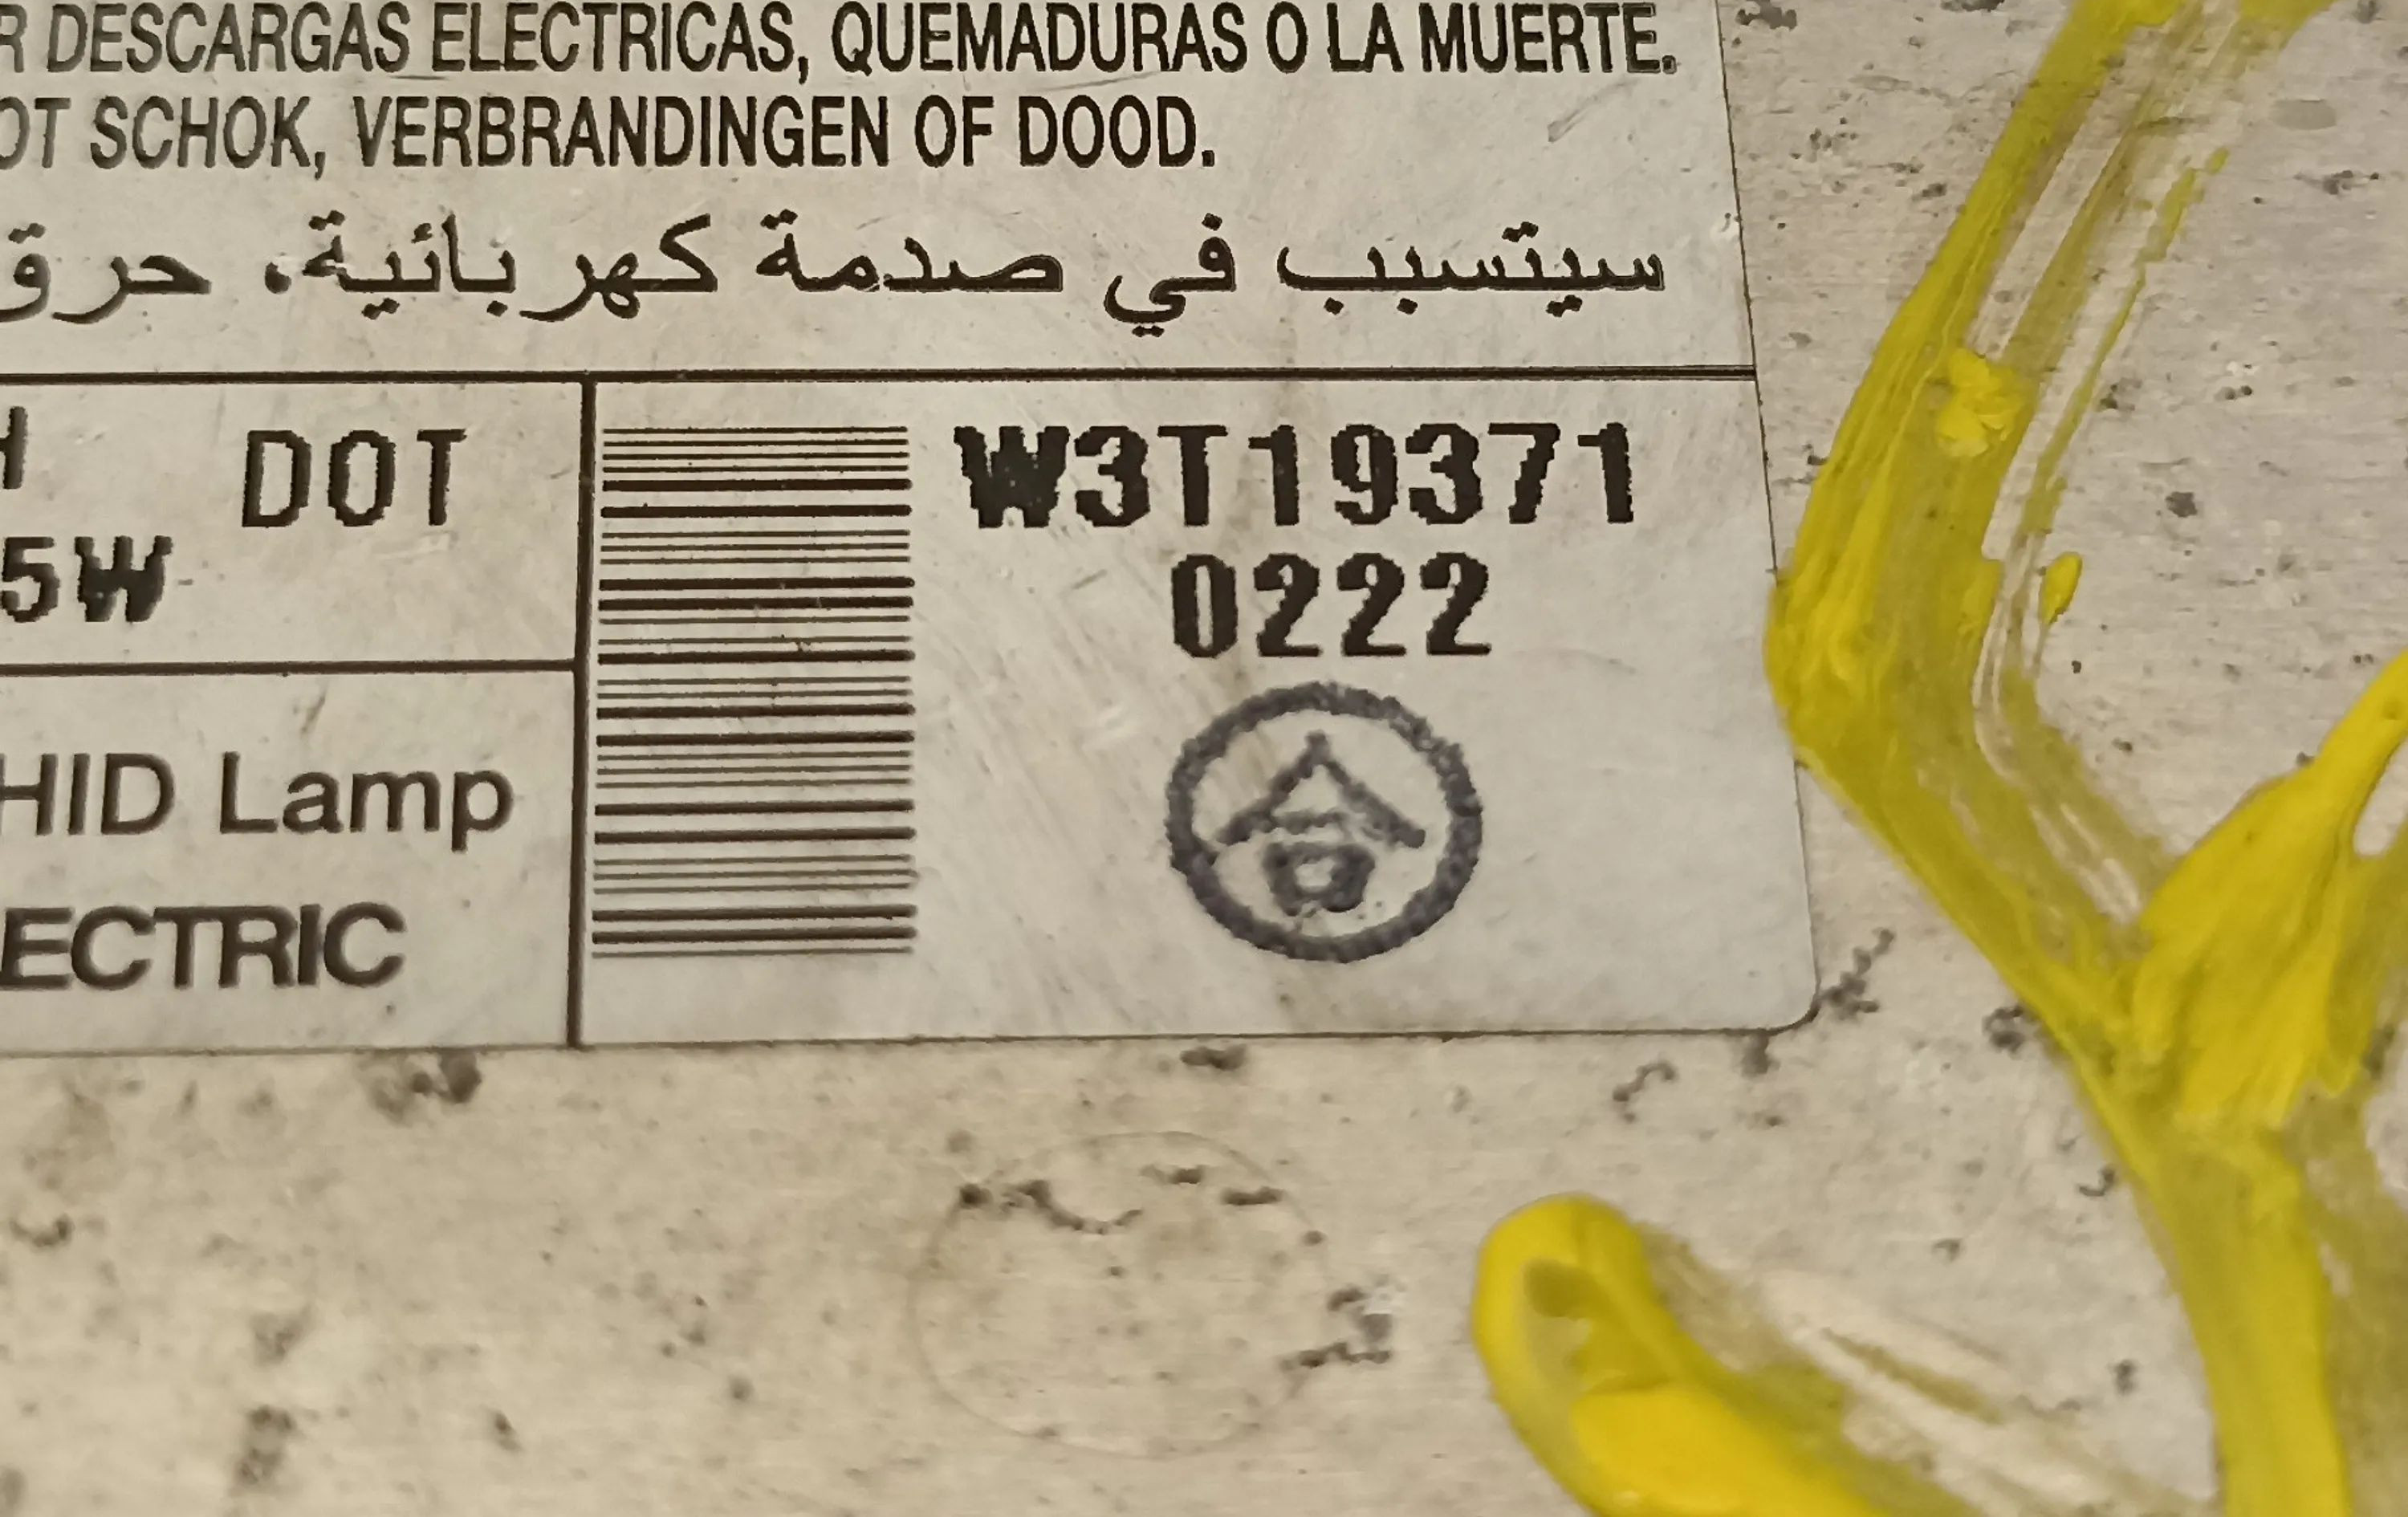 R DESCARGAS ELECTRICAS, QUEMADURAS O LA MUERTE.
OT SCHOK, VERBRANDINGEN OF DOOD.
سيتسبب في صدمة كهربائية، حرق
H DOT
5W
HID Lamp
ECTRIC
W3T19371
0222
合